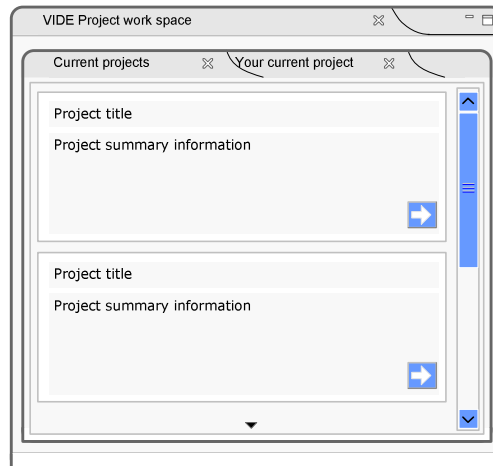 VIDE Project work space
Current projects
Your current project
Project title
Project summary information
Project title
Project summary information